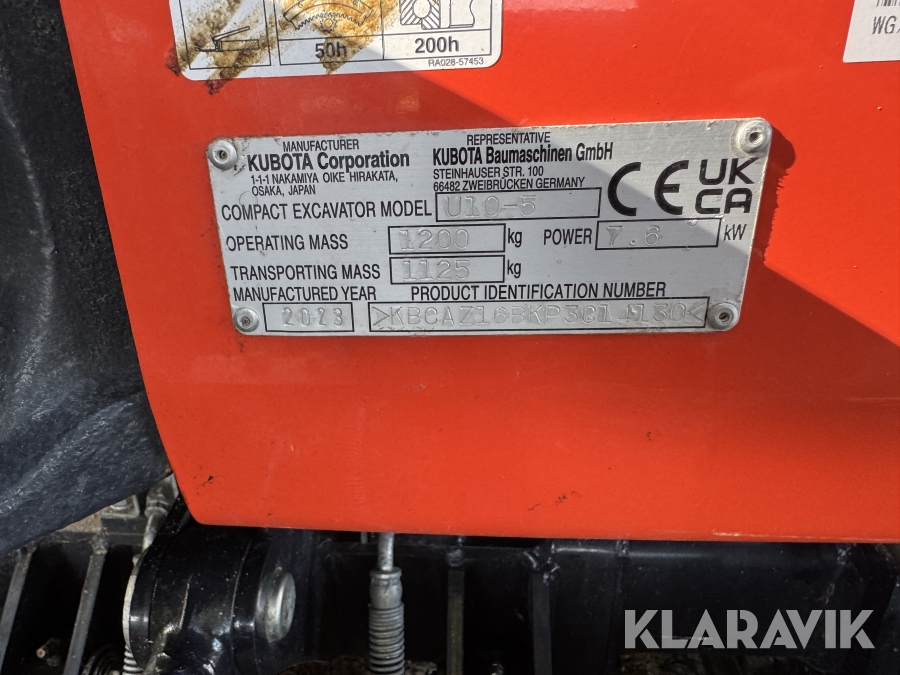 50h
200h
RA028-57453
WG
MANUFACTURER
KUBOTA Corporation
1-1-1 NAKAMIYA OIKE HIRAKATA,
OSAKA, JAPAN
REPRESENTATIVE
KUBOTA Baumaschinen GmbH
STEINHAUSER STR. 100
66482 ZWEIBRÜCKEN GERMANY
CE
UK
CA
COMPACT EXCAVATOR MODEL U10-5
OPERATING MASS 1200 kg POWER 7.6 kW
TRANSPORTING MASS 1125 kg
MANUFACTURED YEAR PRODUCT IDENTIFICATION NUMBER
2023 >KBCAZ16BKP3G14130<
KLARAVIK